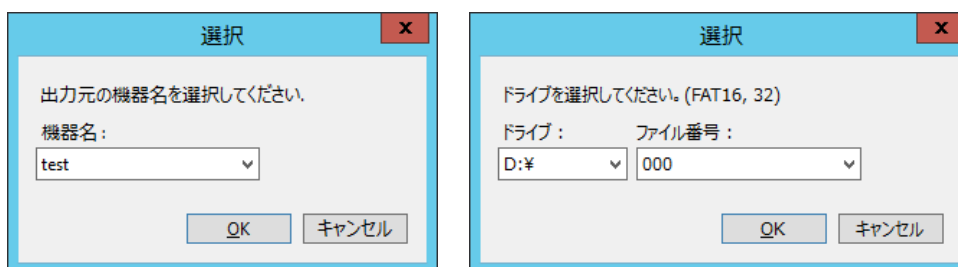 選択
x
出力元の機器名を選択してください.
機器名:
test
OK
キャンセル
選択
x
ドライブを選択してください。(FAT16, 32)
ドライブ: ファイル番号:
D:¥ 000
OK
キャンセル